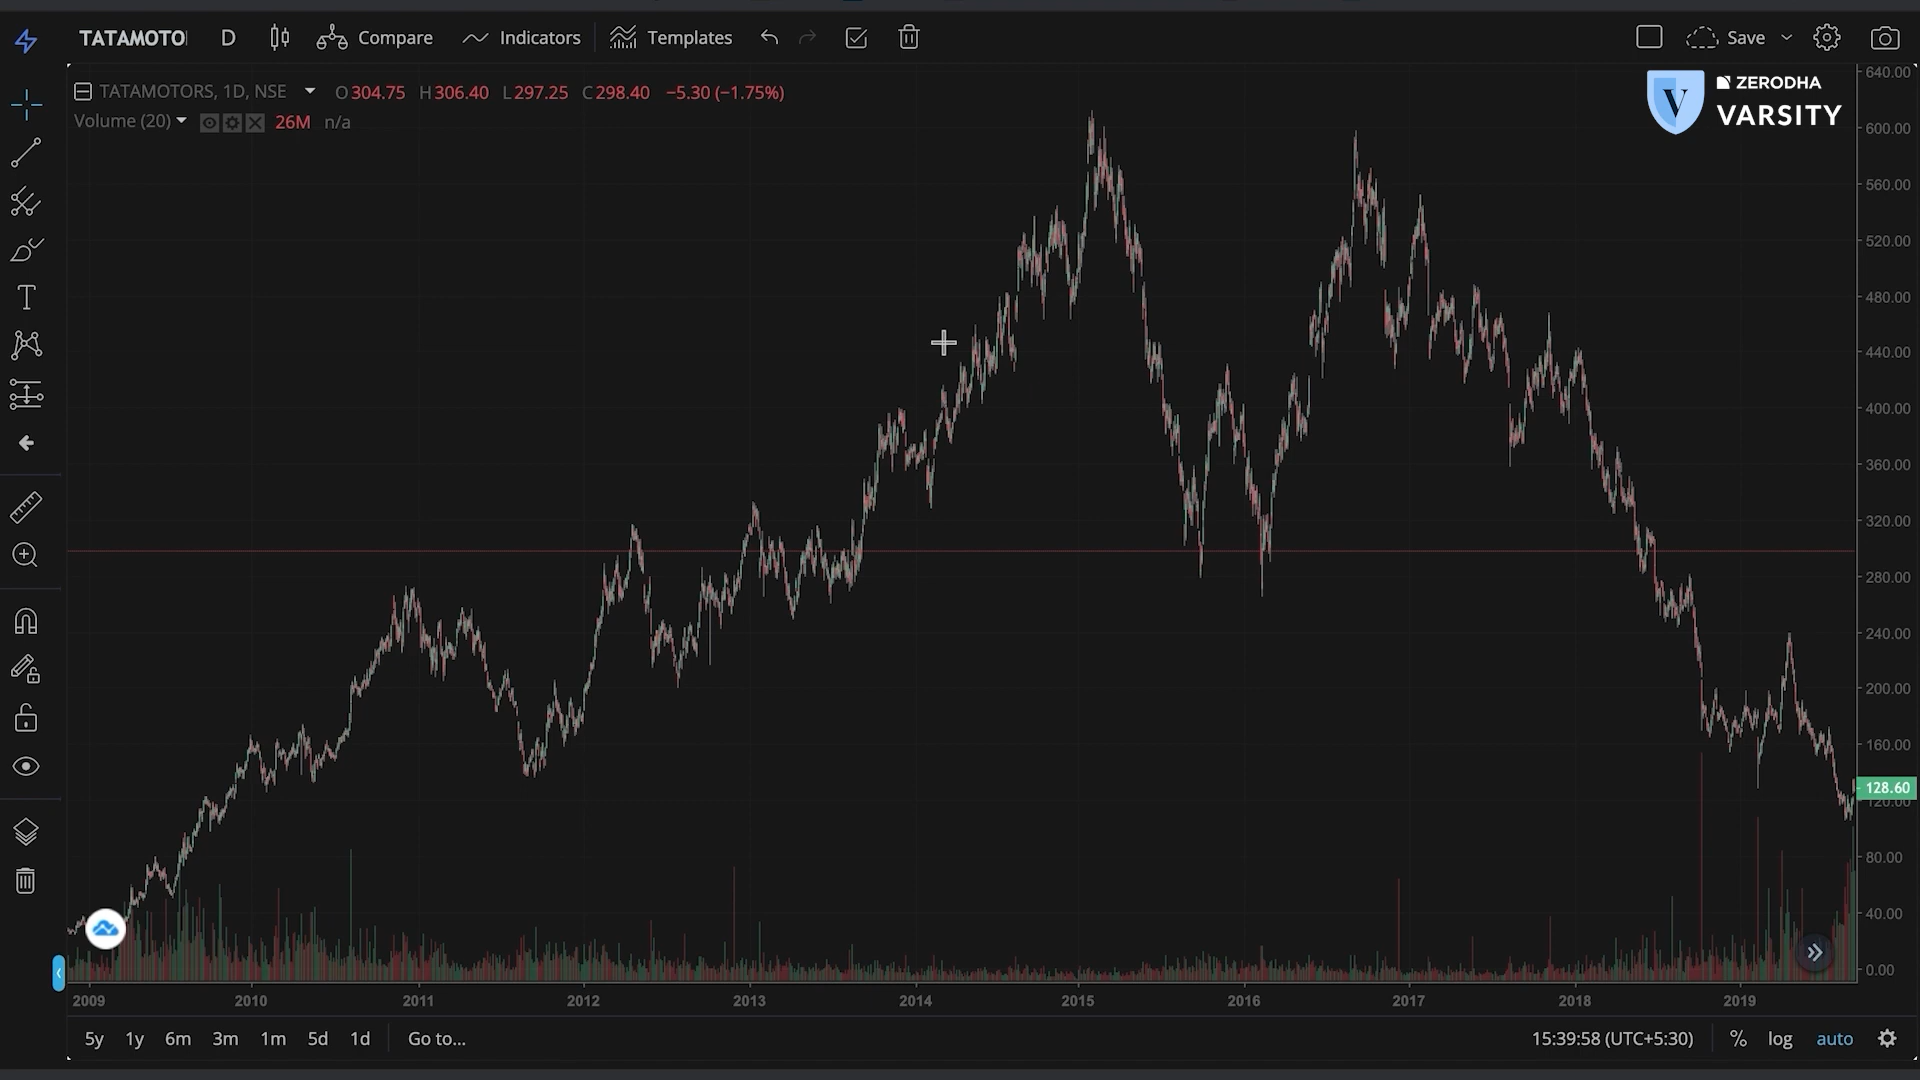 TATAMOTO D Compare Indicators Templates Save
TATAMOTORS, 1D, NSE O304.75 H306.40 L297.25 C298.40 −5.30 (−1.75%)
Volume (20) 26M n/a
ZERODHA
VARSITY
640.00
600.00
560.00
520.00
480.00
440.00
400.00
360.00
320.00
280.00
240.00
200.00
160.00
128.60
120.00
80.00
40.00
0.00
2009 2010 2011 2012 2013 2014 2015 2016 2017 2018 2019
5y 1y 6m 3m 1m 5d 1d Go to... 15:39:58 (UTC+5:30) % log auto